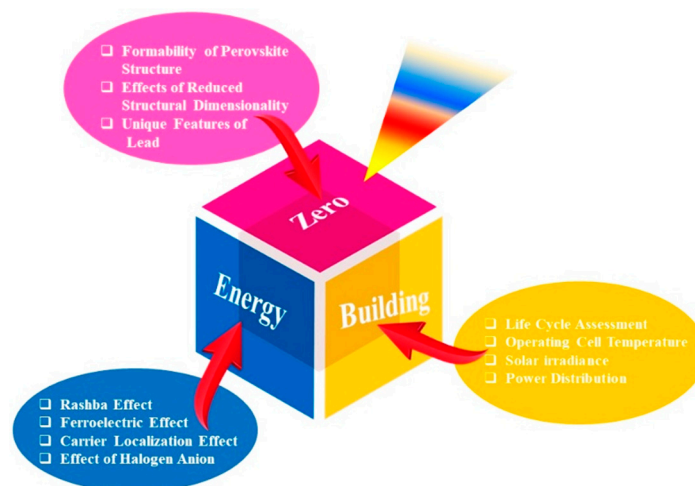 ❑ Formability of Perovskite
Structure
❑ Effects of Reduced
Structural Dimensionality
❑ Unique Features of
Lead
Zero
Energy
Building
❑ Life Cycle Assessment
❑ Operating Cell Temperature
❑ Solar irradiance
❑ Power Distribution
❑ Rashba Effect
❑ Ferroelectric Effect
❑ Carrier Localization Effect
❑ Effect of Halogen Anion